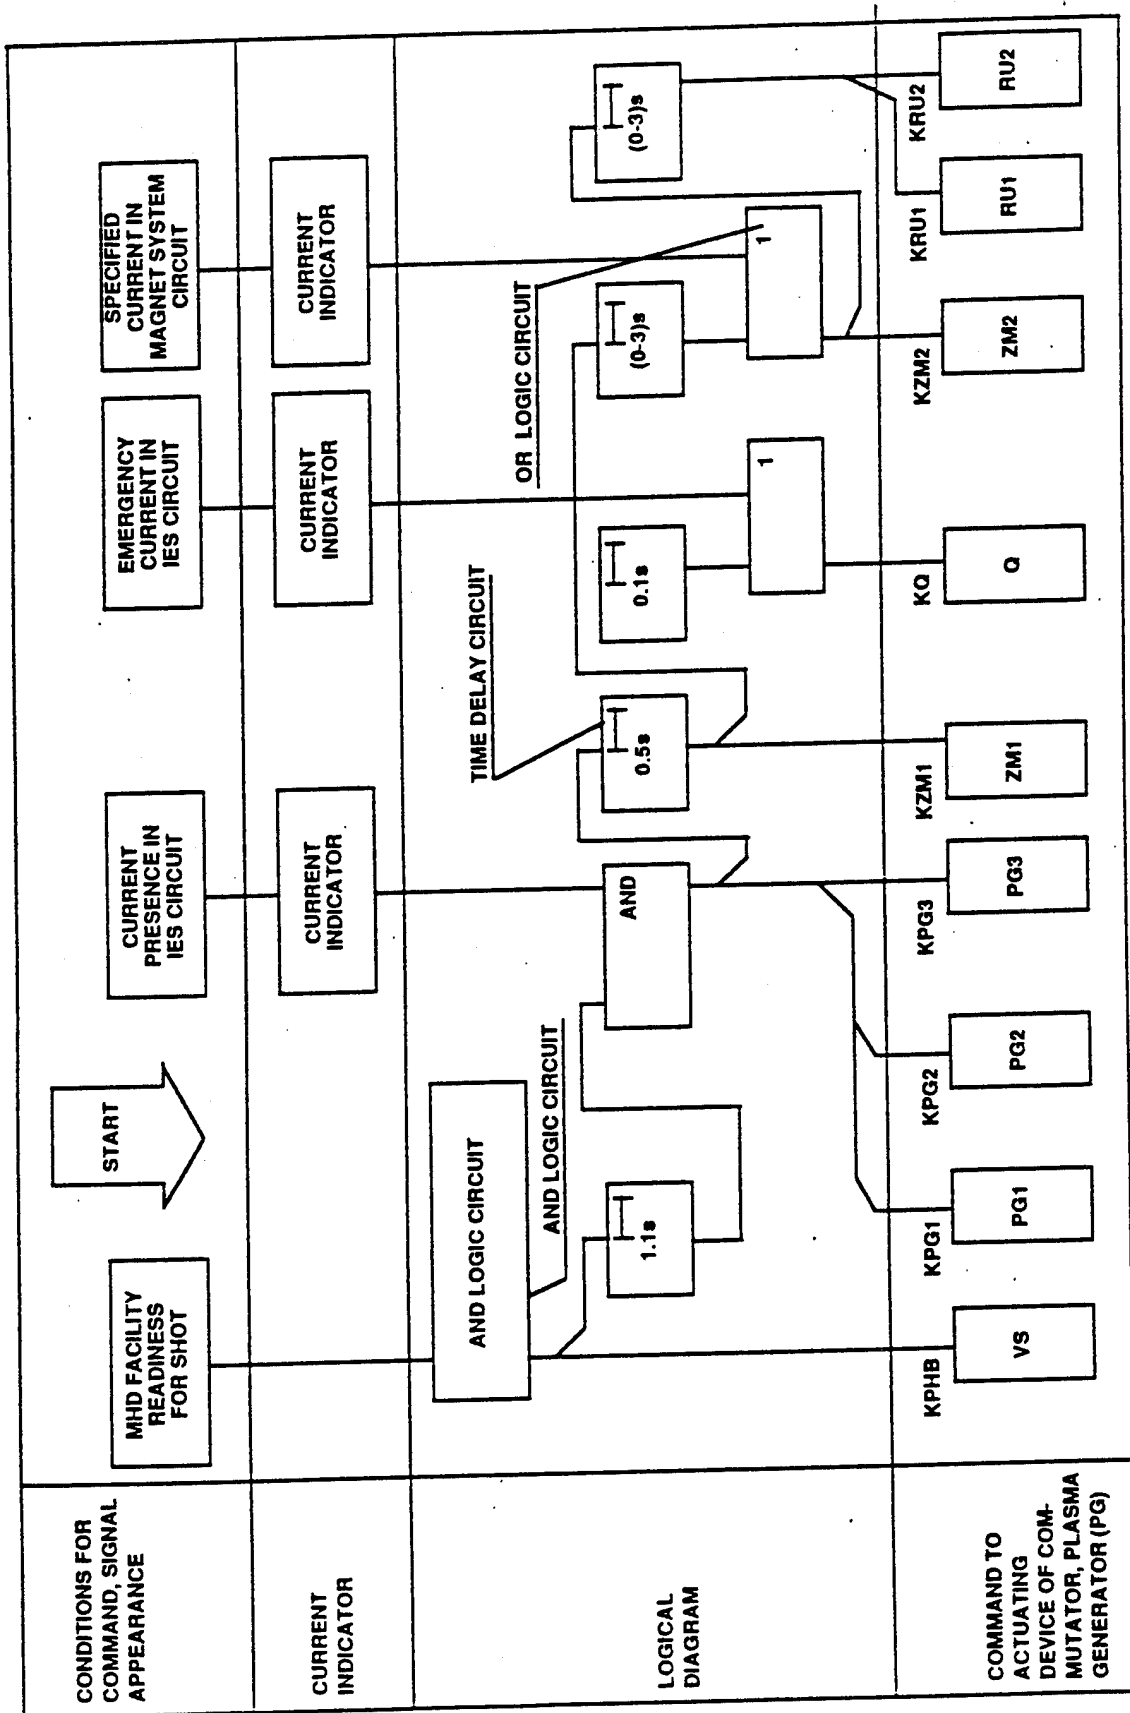 CONDITIONS FOR
COMMAND, SIGNAL
APPEARANCE
MHD FACILITY
READINESS
FOR SHOT
START
CURRENT
PRESENCE IN
IES CIRCUIT
EMERGENCY
CURRENT IN
IES CIRCUIT
SPECIFIED
CURRENT IN
MAGNET SYSTEM
CIRCUIT
CURRENT
INDICATOR
CURRENT
INDICATOR
CURRENT
INDICATOR
CURRENT
INDICATOR
LOGICAL
DIAGRAM
AND LOGIC CIRCUIT
AND LOGIC CIRCUIT
1.1s
AND
TIME DELAY CIRCUIT
0.5s
0.1s
1
OR LOGIC CIRCUIT
(0-3)s
1
(0-3)s
COMMAND TO
ACTUATING
DEVICE OF COM-
MUTATOR, PLASMA
GENERATOR (PG)
KPHB
VS
KPG1
PG1
KPG2
PG2
KPG3
PG3
KZM1
ZM1
KQ
Q
KZM2
ZM2
KRU1
RU1
KRU2
RU2